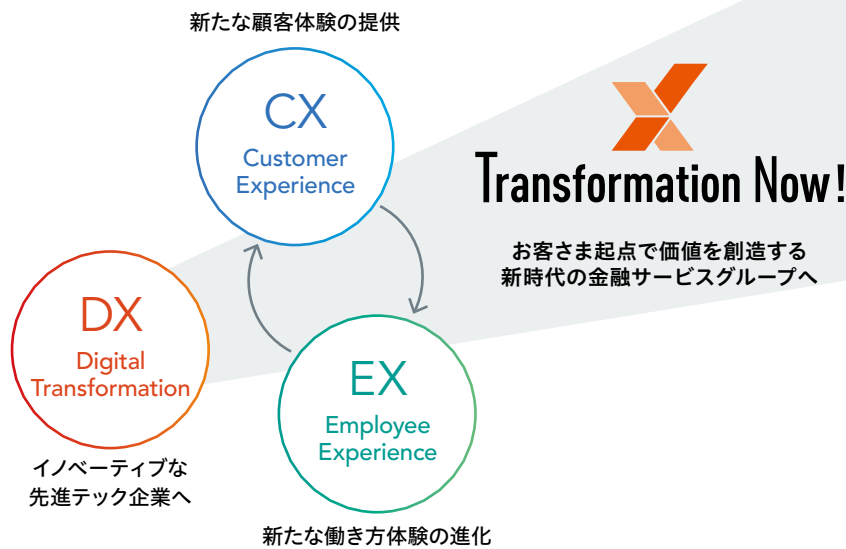 新たな顧客体験の提供
CX
Customer
Experience
Transformation Now!
お客さま起点で価値を創造する
新時代の金融サービスグループへ
DX
Digital
Transformation
イノベーティブな
先進テック企業へ
EX
Employee
Experience
新たな働き方体験の進化